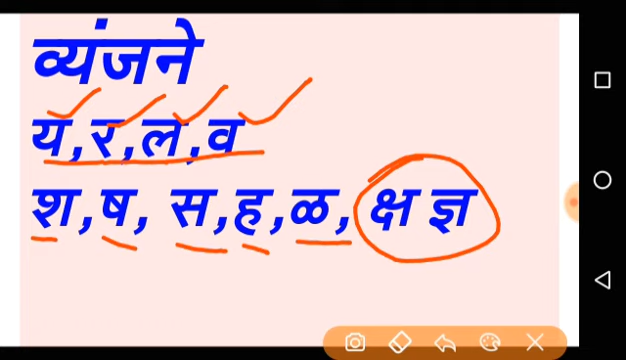 व्यंजने
य,र,ल,व
श,ष, स,ह,ळ, क्ष ज्ञ